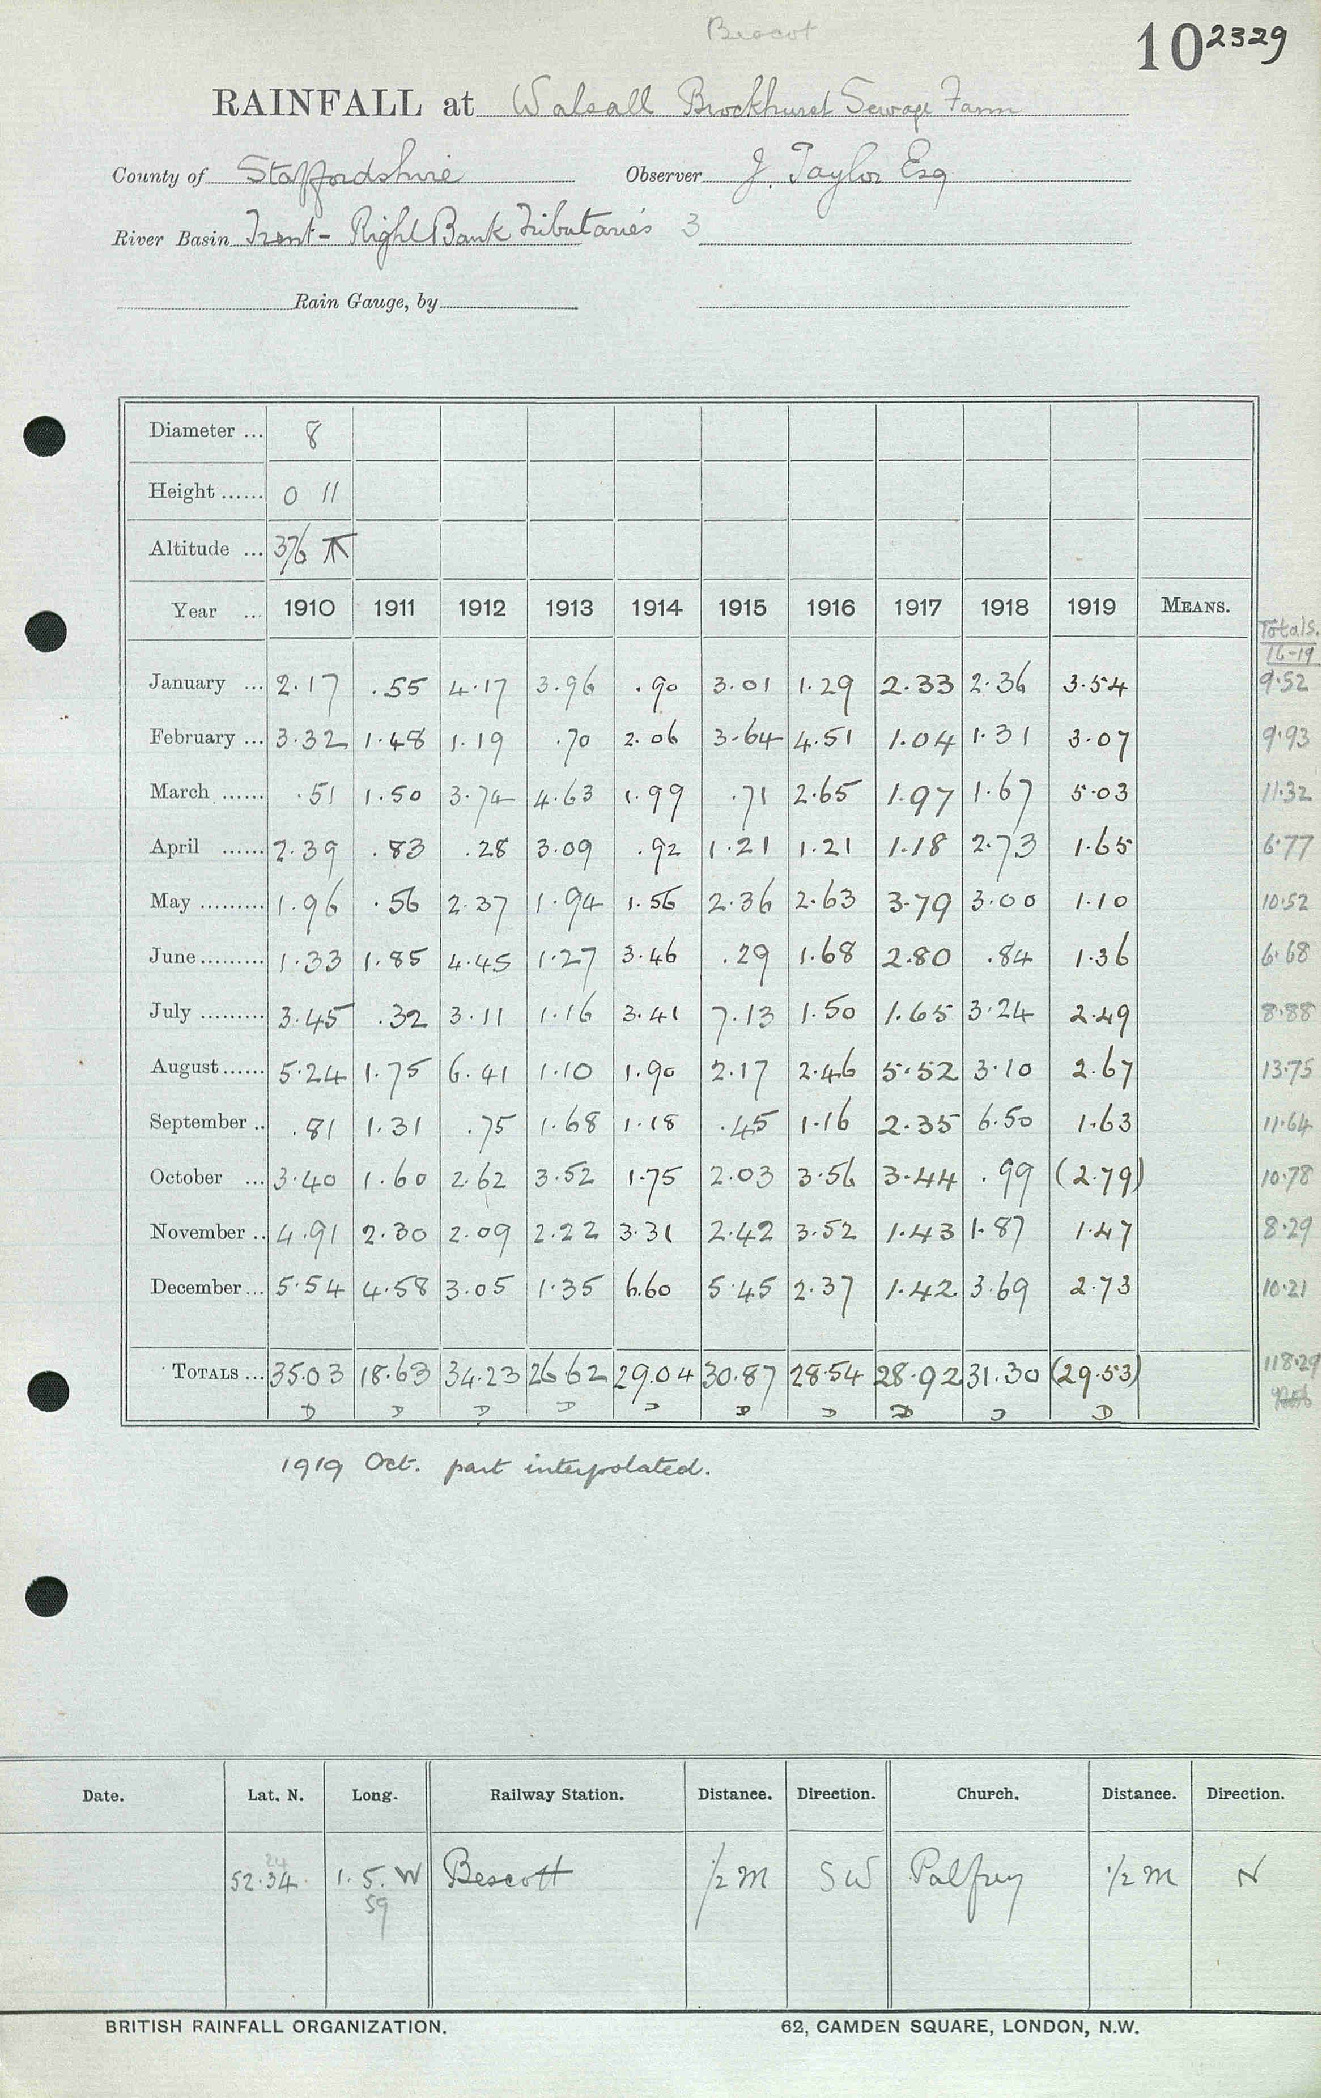 Bescot
10 2329
RAINFALL at Walsall Brockhurst Sewage Farm
County of Staffordshire Observer J. Taylor Esq
River Basin Trent - Right Bank Tributaries 3
Rain Gauge, by
Diameter ... 8
Height ...... 0 11
Altitude ... 376
Year ... 1910 1911 1912 1913 1914 1915 1916 1917 1918 1919 MEANS. Totals. 16-19
January ... 2.17 .55 4.17 3.96 .90 3.01 1.29 2.33 2.36 3.54 9.52
February ... 3.32 1.48 1.19 .70 2.06 3.64 4.51 1.04 1.31 3.07 9.93
March ...... .51 1.50 3.74 4.63 1.99 .71 2.65 1.97 1.67 5.03 11.32
April ...... 2.39 .83 .28 3.09 .92 1.21 1.21 1.18 2.73 1.65 6.77
May ......... 1.96 .56 2.37 1.94 1.56 2.36 2.63 3.79 3.00 1.10 10.52
June ......... 1.33 1.85 4.45 1.27 3.46 .29 1.68 2.80 .84 1.36 6.68
July ......... 3.45 .32 3.11 1.16 3.41 7.13 1.50 1.65 3.24 2.49 8.88
August ...... 5.24 1.75 6.41 1.10 1.90 2.17 2.46 5.52 3.10 2.67 13.75
September .. .81 1.31 .75 1.68 1.18 .45 1.16 2.35 6.50 1.63 11.64
October ... 3.40 1.60 2.62 3.52 1.75 2.03 3.56 3.44 .99 (2.79) 10.78
November .. 4.91 2.30 2.09 2.22 3.31 2.42 3.52 1.43 1.87 1.47 8.29
December ... 5.54 4.58 3.05 1.35 6.60 5.45 2.37 1.42 3.69 2.73 10.21
TOTALS ... 35.03 18.63 34.23 26.62 29.04 30.87 28.54 28.92 31.30 (29.53) 118.29
D D D D D D D D D D
1919 Oct. part interpolated.
Date. Lat. N. Long. Railway Station. Distance. Direction. Church. Distance. Direction.
24
52.34. 1. 5. W Bescott 1/2 m SW Palfrey 1/2 m N
59
BRITISH RAINFALL ORGANIZATION. 62, CAMDEN SQUARE, LONDON, N.W.